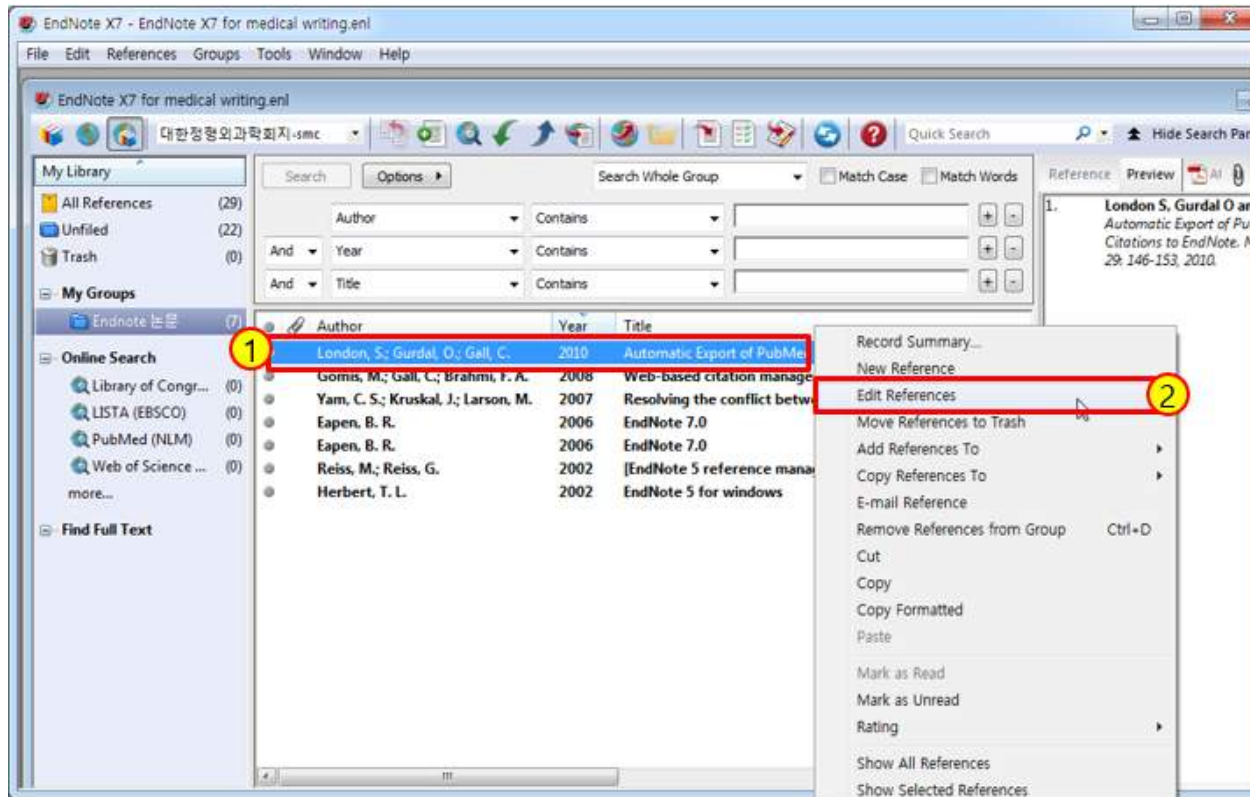 EndNote X7 - EndNote X7 for medical writing.enl
File Edit References Groups Tools Window Help
EndNote X7 for medical writing.enl
대한정형외과학회지-smc Quick Search Hide Search Par
My Library
All References (29)
Unfiled (22)
Trash (0)
My Groups
Endnote 논문 (7)
Online Search
Library of Congr... (0)
LISTA (EBSCO) (0)
PubMed (NLM) (0)
Web of Science ... (0)
more...
Find Full Text
Search Options Search Whole Group Match Case Match Words
Author Contains
And Year Contains
And Title Contains
Author Year Title
1
London, S.; Gurdal, O.; Gall, C. 2010 Automatic Export of PubMe
Gomis, M.; Gall, C.; Brahmi, F. A. 2008 Web-based citation manage
Yam, C. S.; Kruskal, J.; Larson, M. 2007 Resolving the conflict betw
Eapen, B. R. 2006 EndNote 7.0
Eapen, B. R. 2006 EndNote 7.0
Reiss, M.; Reiss, G. 2002 [EndNote 5 reference mana
Herbert, T. L. 2002 EndNote 5 for windows
Record Summary...
New Reference
Edit References
2
Move References to Trash
Add References To
Copy References To
E-mail Reference
Remove References from Group Ctrl+D
Cut
Copy
Copy Formatted
Paste
Mark as Read
Mark as Unread
Rating
Show All References
Show Selected References
Reference Preview
1. London S, Gurdal O an
Automatic Export of Pu
Citations to EndNote. M
29: 146-153, 2010.